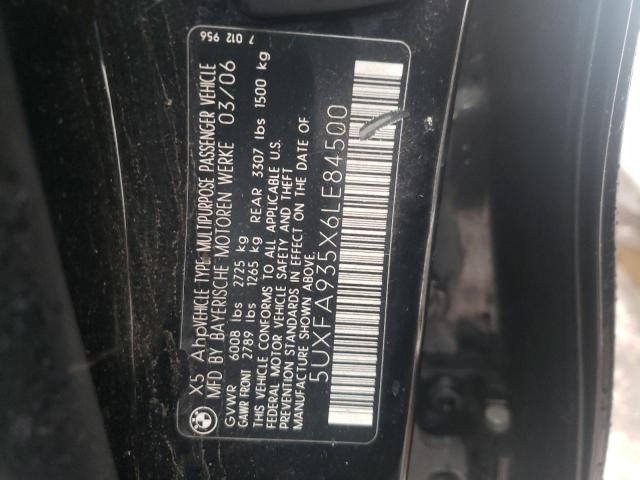 7 012 956
X5 Ahp VEHICLE TYPE: MULTIPURPOSE PASSENGER VEHICLE
MFD BY BAYERISCHE MOTOREN WERKE 03/06
GVWR 6008 lbs 2725 kg
GAWR FRONT 2789 lbs 1265 kg REAR 3307 lbs 1500 kg
THIS VEHICLE CONFORMS TO ALL APPLICABLE U.S.
FEDERAL MOTOR VEHICLE SAFETY AND THEFT
PREVENTION STANDARDS IN EFFECT ON THE DATE OF
MANUFACTURE SHOWN ABOVE.
5UXFA935X6LE84500